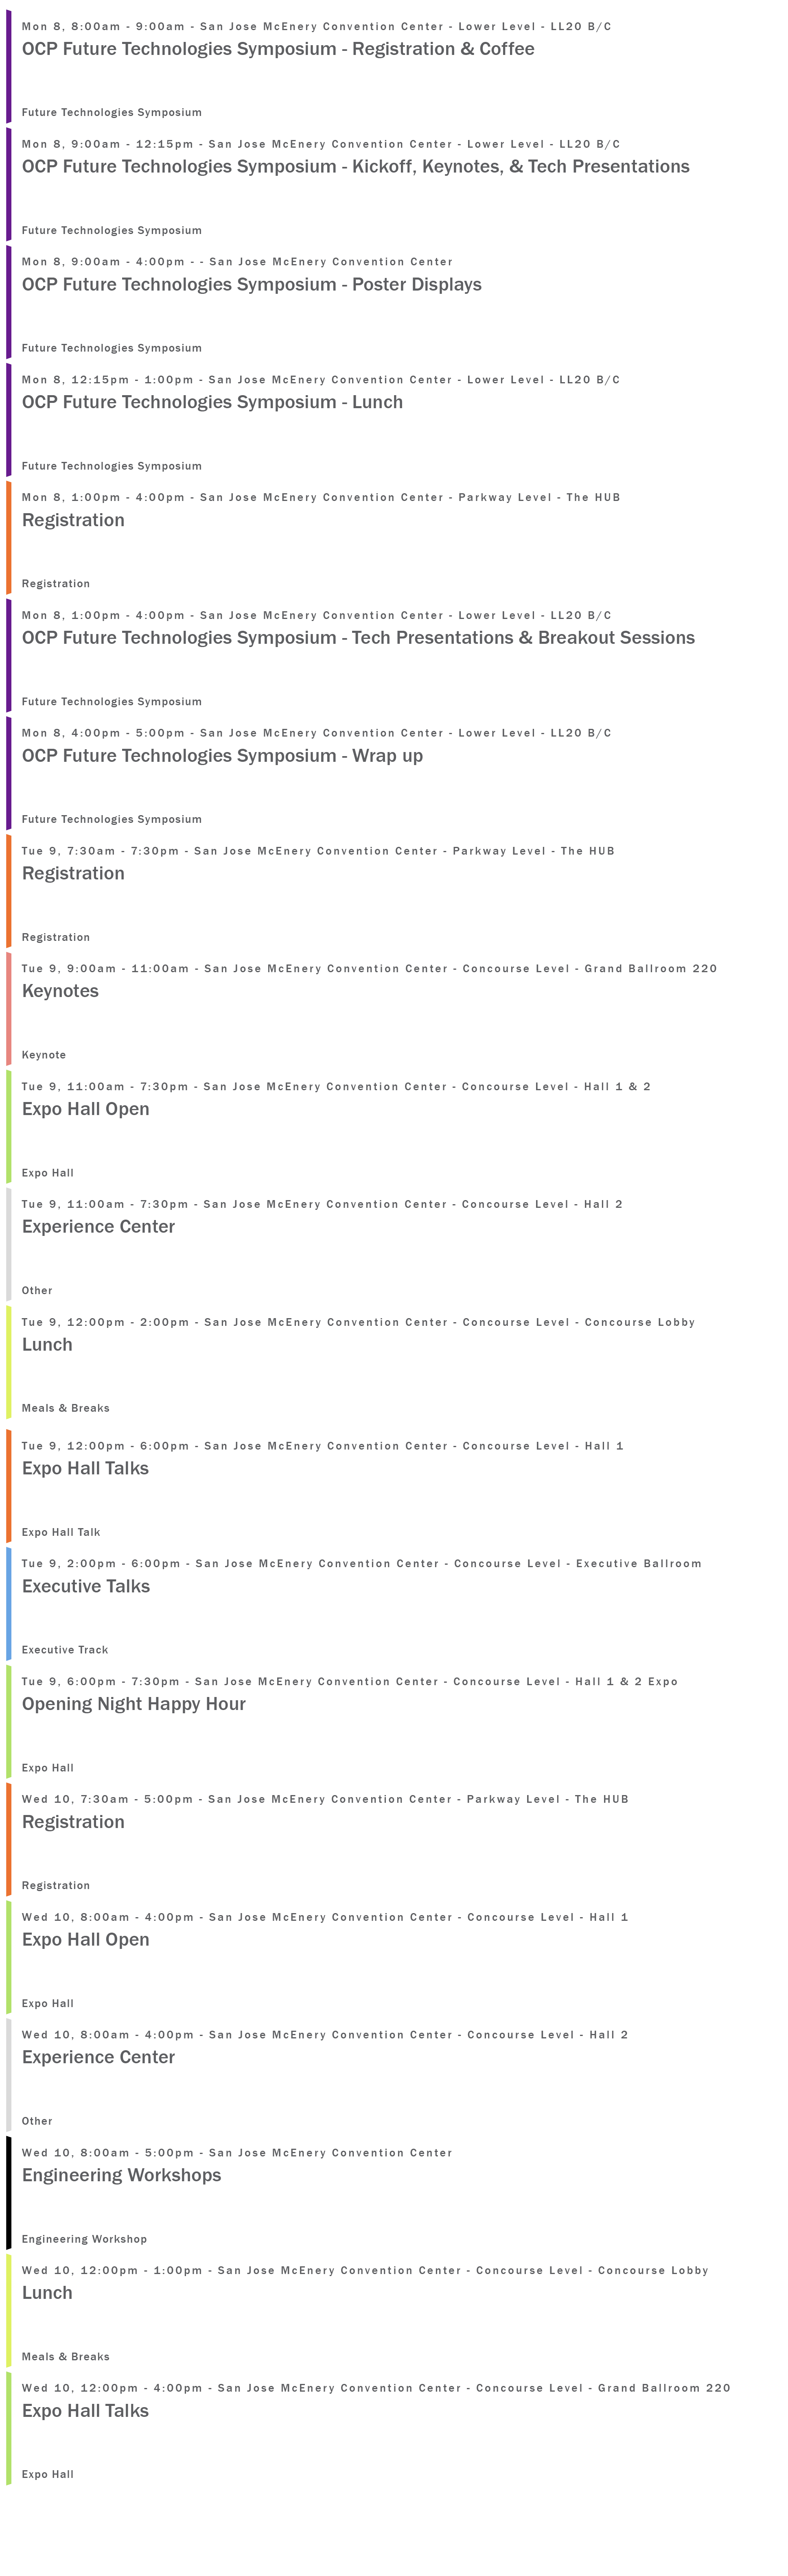 Mon 8, 8:00am - 9:00am - San Jose McEnery Convention Center - Lower Level - LL20 B/C
OCP Future Technologies Symposium - Registration & Coffee
Future Technologies Symposium
Mon 8, 9:00am - 12:15pm - San Jose McEnery Convention Center - Lower Level - LL20 B/C
OCP Future Technologies Symposium - Kickoff, Keynotes, & Tech Presentations
Future Technologies Symposium
Mon 8, 9:00am - 4:00pm - - San Jose McEnery Convention Center
OCP Future Technologies Symposium - Poster Displays
Future Technologies Symposium
Mon 8, 12:15pm - 1:00pm - San Jose McEnery Convention Center - Lower Level - LL20 B/C
OCP Future Technologies Symposium - Lunch
Future Technologies Symposium
Mon 8, 1:00pm - 4:00pm - San Jose McEnery Convention Center - Parkway Level - The HUB
Registration
Registration
Mon 8, 1:00pm - 4:00pm - San Jose McEnery Convention Center - Lower Level - LL20 B/C
OCP Future Technologies Symposium - Tech Presentations & Breakout Sessions
Future Technologies Symposium
Mon 8, 4:00pm - 5:00pm - San Jose McEnery Convention Center - Lower Level - LL20 B/C
OCP Future Technologies Symposium - Wrap up
Future Technologies Symposium
Tue 9, 7:30am - 7:30pm - San Jose McEnery Convention Center - Parkway Level - The HUB
Registration
Registration
Tue 9, 9:00am - 11:00am - San Jose McEnery Convention Center - Concourse Level - Grand Ballroom 220
Keynotes
Keynote
Tue 9, 11:00am - 7:30pm - San Jose McEnery Convention Center - Concourse Level - Hall 1 & 2
Expo Hall Open
Expo Hall
Tue 9, 11:00am - 7:30pm - San Jose McEnery Convention Center - Concourse Level - Hall 2
Experience Center
Other
Tue 9, 12:00pm - 2:00pm - San Jose McEnery Convention Center - Concourse Level - Concourse Lobby
Lunch
Meals & Breaks
Tue 9, 12:00pm - 6:00pm - San Jose McEnery Convention Center - Concourse Level - Hall 1
Expo Hall Talks
Expo Hall Talk
Tue 9, 2:00pm - 6:00pm - San Jose McEnery Convention Center - Concourse Level - Executive Ballroom
Executive Talks
Executive Track
Tue 9, 6:00pm - 7:30pm - San Jose McEnery Convention Center - Concourse Level - Hall 1 & 2 Expo
Opening Night Happy Hour
Expo Hall
Wed 10, 7:30am - 5:00pm - San Jose McEnery Convention Center - Parkway Level - The HUB
Registration
Registration
Wed 10, 8:00am - 4:00pm - San Jose McEnery Convention Center - Concourse Level - Hall 1
Expo Hall Open
Expo Hall
Wed 10, 8:00am - 4:00pm - San Jose McEnery Convention Center - Concourse Level - Hall 2
Experience Center
Other
Wed 10, 8:00am - 5:00pm - San Jose McEnery Convention Center
Engineering Workshops
Engineering Workshop
Wed 10, 12:00pm - 1:00pm - San Jose McEnery Convention Center - Concourse Level - Concourse Lobby
Lunch
Meals & Breaks
Wed 10, 12:00pm - 4:00pm - San Jose McEnery Convention Center - Concourse Level - Grand Ballroom 220
Expo Hall Talks
Expo Hall